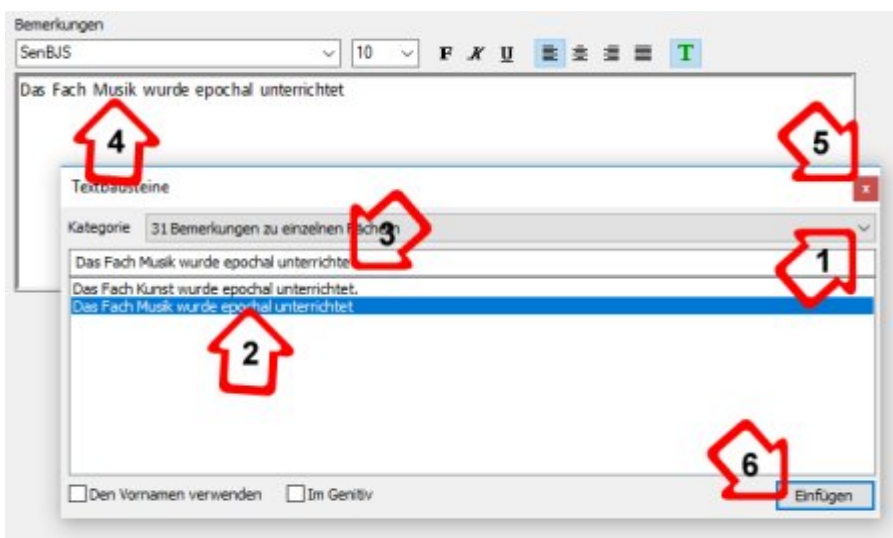 Bemerkungen
SenBJS 10 F K U T
Das Fach Musik wurde epochal unterrichtet
4
5
Textbausteine
x
Kategorie 31 Bemerkungen zu einzelnen Fächern
3
Das Fach Musik wurde epochal unterrichte
1
Das Fach Kunst wurde epochal unterrichtet.
Das Fach Musik wurde epochal unterrichtet
2
6
Den Vornamen verwenden Im Genitiv Einfügen